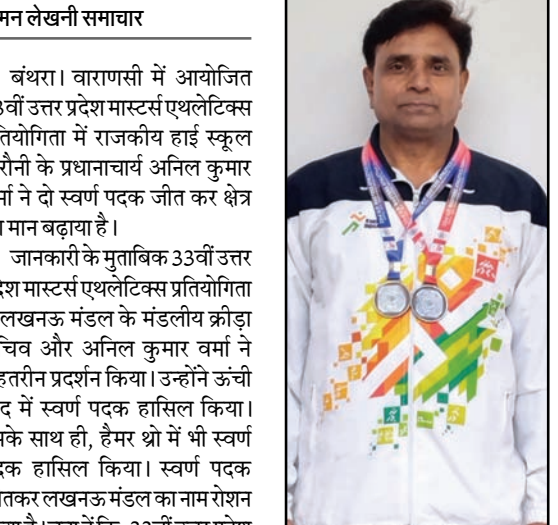 मन लेखनी समाचार
बंथरा। वाराणसी में आयोजित
3वीं उत्तर प्रदेश मास्टर्स एथलेटिक्स
तियोगिता में राजकीय हाई स्कूल
रौनी के प्रधानाचार्य अनिल कुमार
र्मा ने दो स्वर्ण पदक जीत कर क्षेत्र
ा मान बढ़ाया है।
जानकारी के मुताबिक 33वीं उत्तर
देश मास्टर्स एथलेटिक्स प्रतियोगिता
लखनऊ मंडल के मंडलीय क्रीड़ा
चिव और अनिल कुमार वर्मा ने
हतरीन प्रदर्शन किया। उन्होंने ऊंची
द में स्वर्ण पदक हासिल किया।
सके साथ ही, हैमर थ्रो में भी स्वर्ण
दक हासिल किया। स्वर्ण पदक
ीतकर लखनऊ मंडल का नाम रोशन